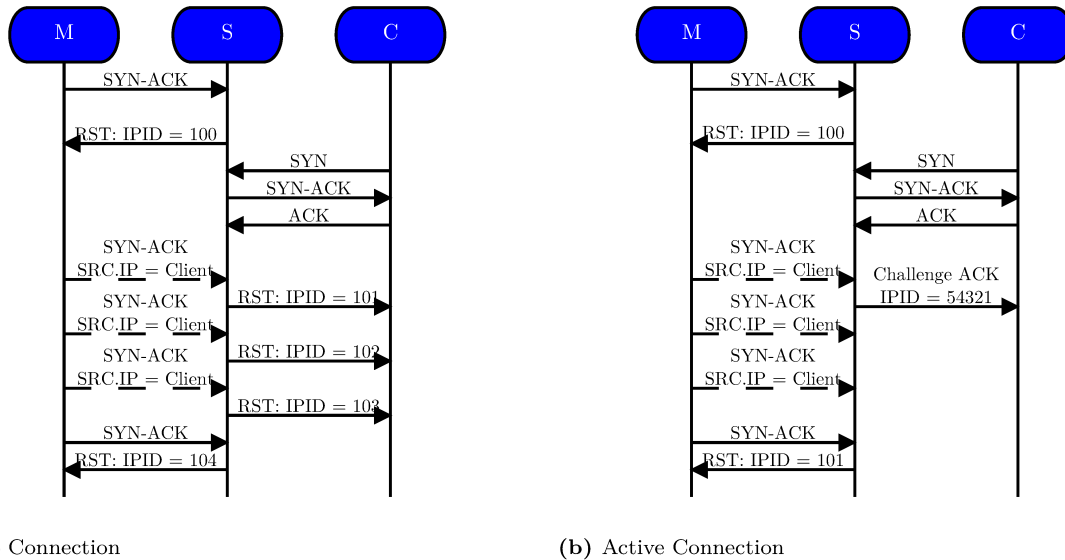 M S C
SYN-ACK
RST: IPID = 100
SYN
SYN-ACK
ACK
SYN-ACK
SRC.IP = Client
RST: IPID = 101
SYN-ACK
SRC.IP = Client
RST: IPID = 102
SYN-ACK
SRC.IP = Client
RST: IPID = 103
SYN-ACK
RST: IPID = 104
Connection
M S C
SYN-ACK
RST: IPID = 100
SYN
SYN-ACK
ACK
SYN-ACK
SRC.IP = Client
Challenge ACK
IPID = 54321
SYN-ACK
SRC.IP = Client
SYN-ACK
SRC.IP = Client
SYN-ACK
RST: IPID = 101
(b) Active Connection